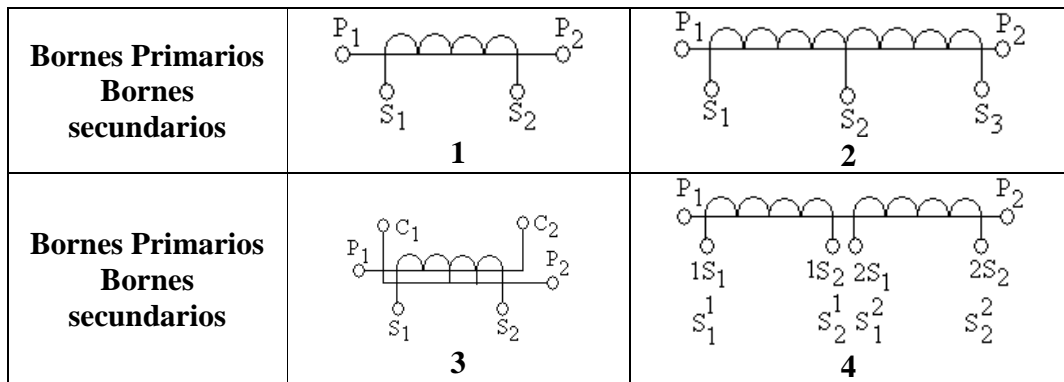 Bornes Primarios
Bornes
secundarios
P1 P2
S1 S2
1
P1 P2
S1 S2 S3
2
Bornes Primarios
Bornes
secundarios
C1 C2
P1 P2
S1 S2
3
P1 P2
1S1 1S2 2S1 2S2
S11 S12 S21 S22
4